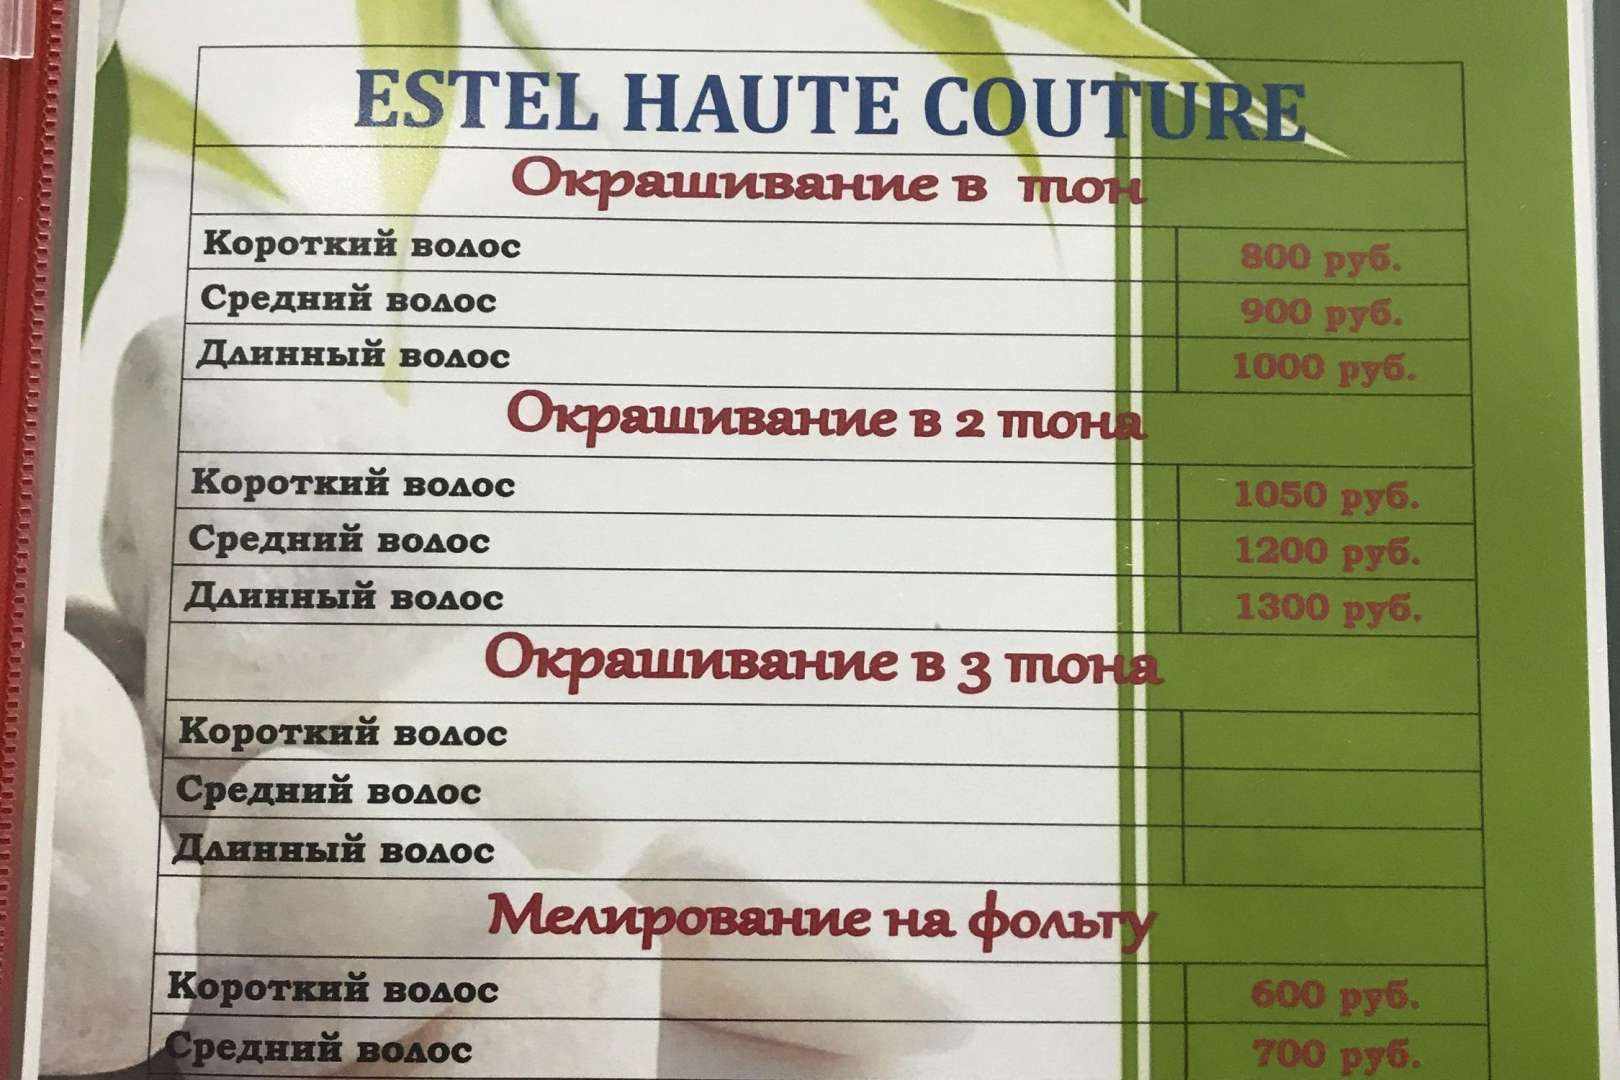 ESTEL HAUTE COUTURE
Окрашивание в тон
Короткий волос 800 руб.
Средний волос 900 руб.
Длинный волос 1000 руб.
Окрашивание в 2 тона
Короткий волос 1050 руб.
Средний волос 1200 руб.
Длинный волос 1300 руб.
Окрашивание в 3 тона
Короткий волос
Средний волос
Длинный волос
Мелирование на фольгу
Короткий волос 600 руб.
Средний волос 700 руб.